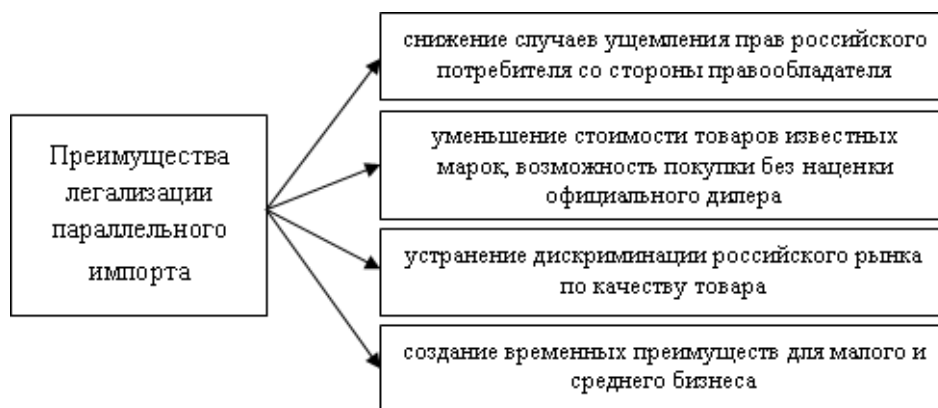 Преимущества
легализации
параллельного
импорта
снижение случаев ущемления прав российского
потребителя со стороны правообладателя
уменьшение стоимости товаров известных
марок, возможность покупки без наценки
официального дилера
устранение дискриминации российского рынка
по качеству товара
создание временных преимуществ для малого и
среднего бизнеса